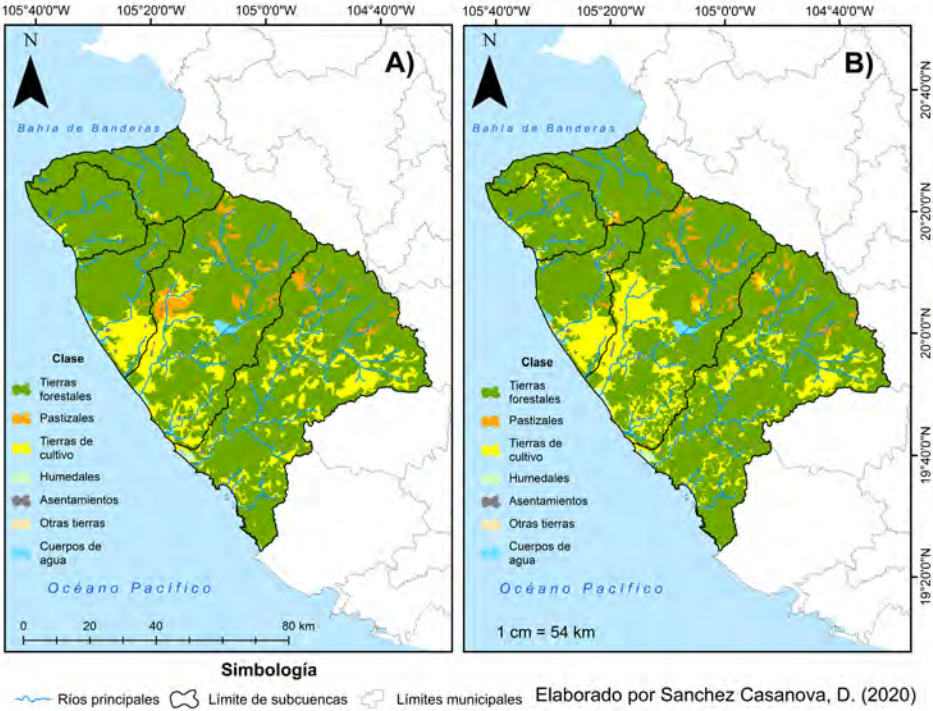 105°40'0"W 105°20'0"W 105°0'0"W 104°40'0"W
105°40'0"W 105°20'0"W 105°0'0"W 104°40'0"W
N
A)
Bahía de Banderas
Clase
Tierras
forestales
Pastizales
Tierras de
cultivo
Humedales
Asentamientos
Otras tierras
Cuerpos de
agua
Océano Pacífico
0 20 40 80 km
N
B)
Bahía de Banderas
Clase
Tierras
forestales
Pastizales
Tierras de
cultivo
Humedales
Asentamientos
Otras tierras
Cuerpos de
agua
Océano Pacífico
1 cm = 54 km
20°40'0"N
20°20'0"N
20°0'0"N
19°40'0"N
19°20'0"N
Simbología
Ríos principales Límite de subcuencas Límites municipales Elaborado por Sanchez Casanova, D. (2020)